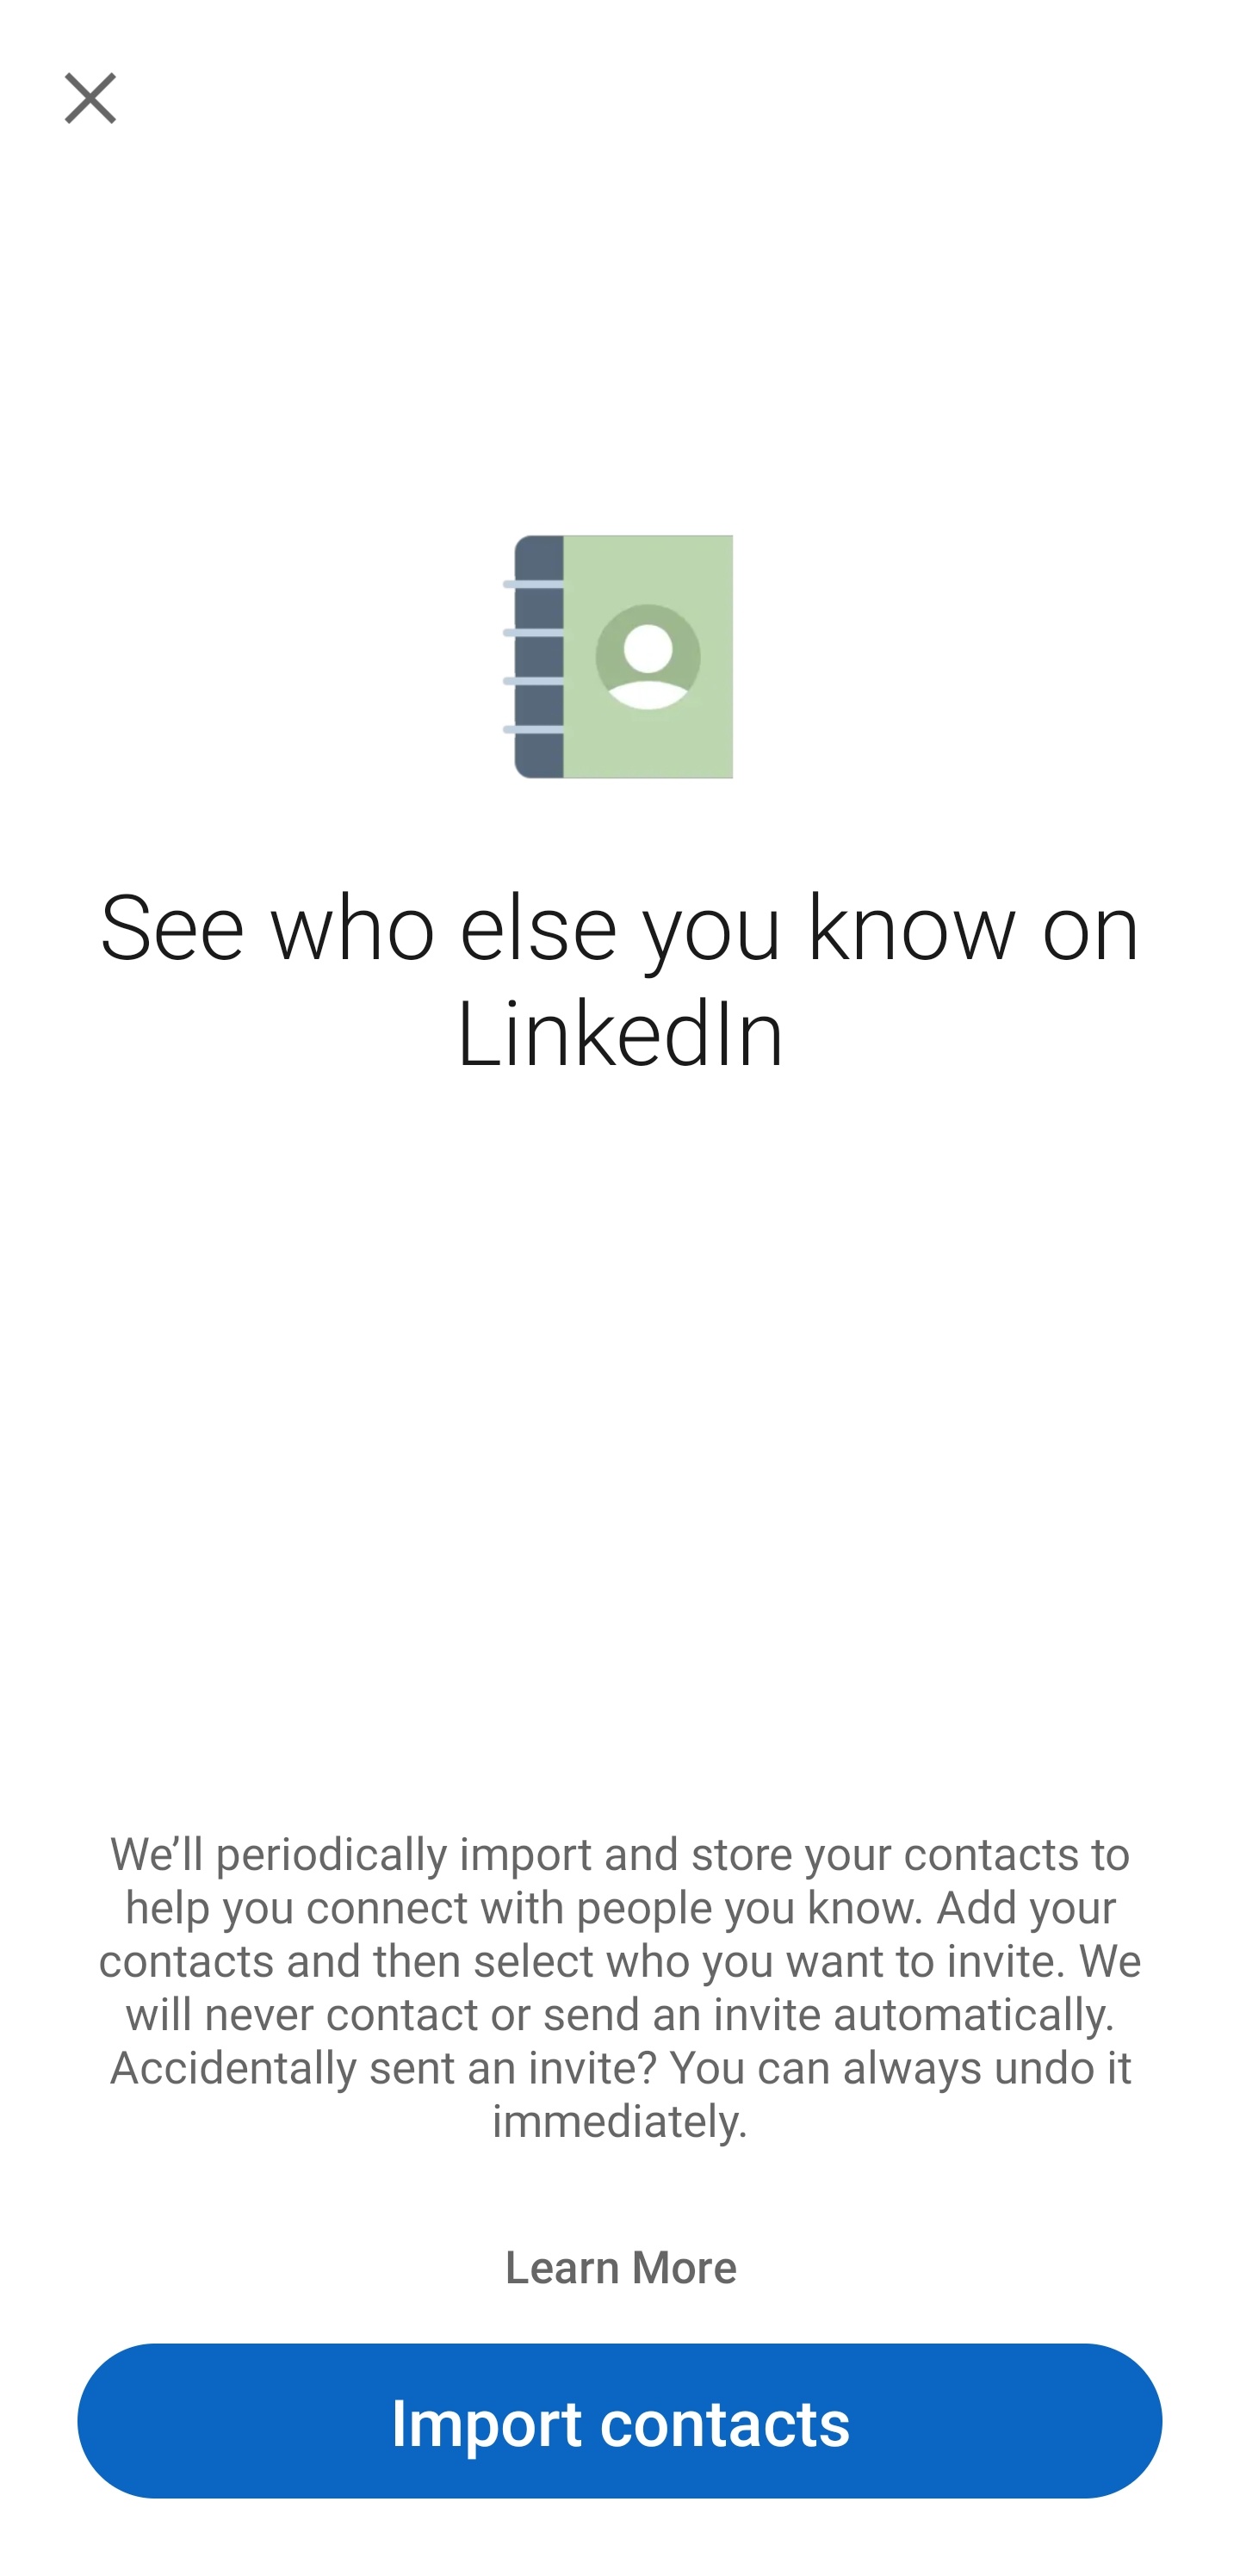 See who else you know on
LinkedIn
We’ll periodically import and store your contacts to
help you connect with people you know. Add your
contacts and then select who you want to invite. We
will never contact or send an invite automatically.
Accidentally sent an invite? You can always undo it
immediately.
Learn More
Import contacts